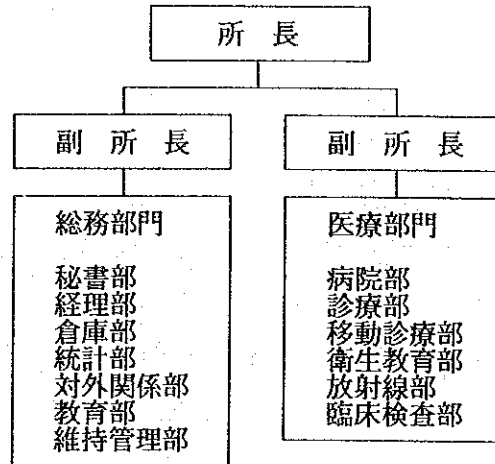 所長
副所長
副所長
総務部門
秘書部
経理部
倉庫部
統計部
対外関係部
教育部
維持管理部
医療部門
病院部
診療部
移動診療部
衛生教育部
放射線部
臨床検査部